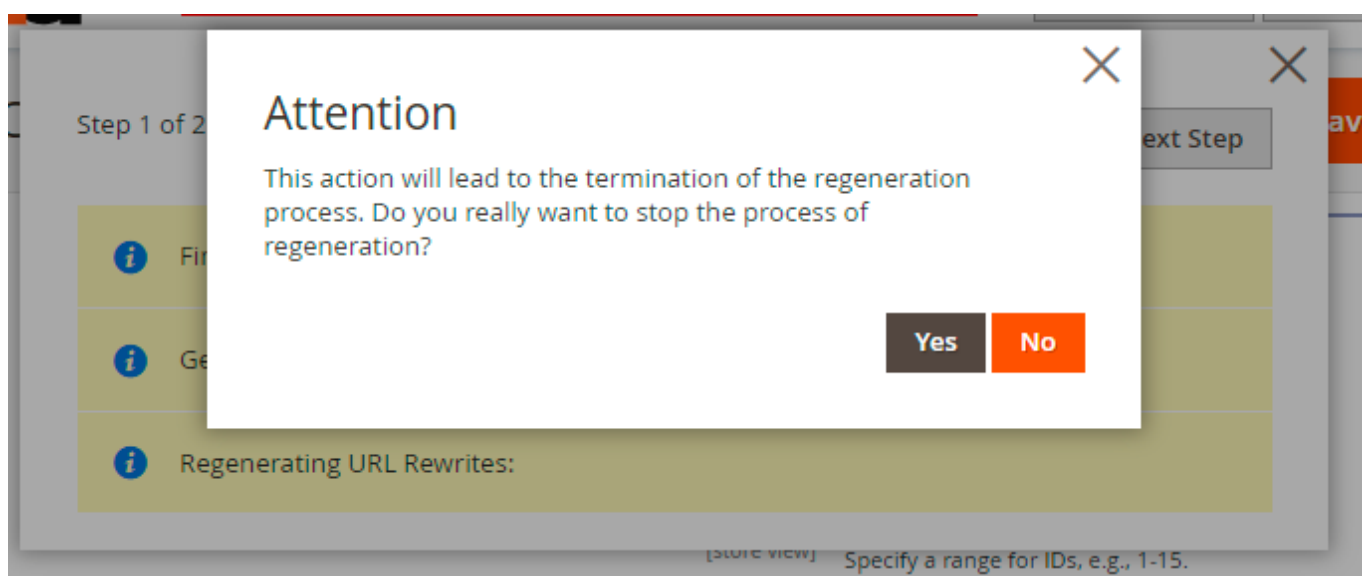 Attention
Step 1 of 2
ext Step
This action will lead to the termination of the regeneration
process. Do you really want to stop the process of
regeneration?
Yes No
Regenerating URL Rewrites:
[store view] Specify a range for IDs, e.g., 1-15.